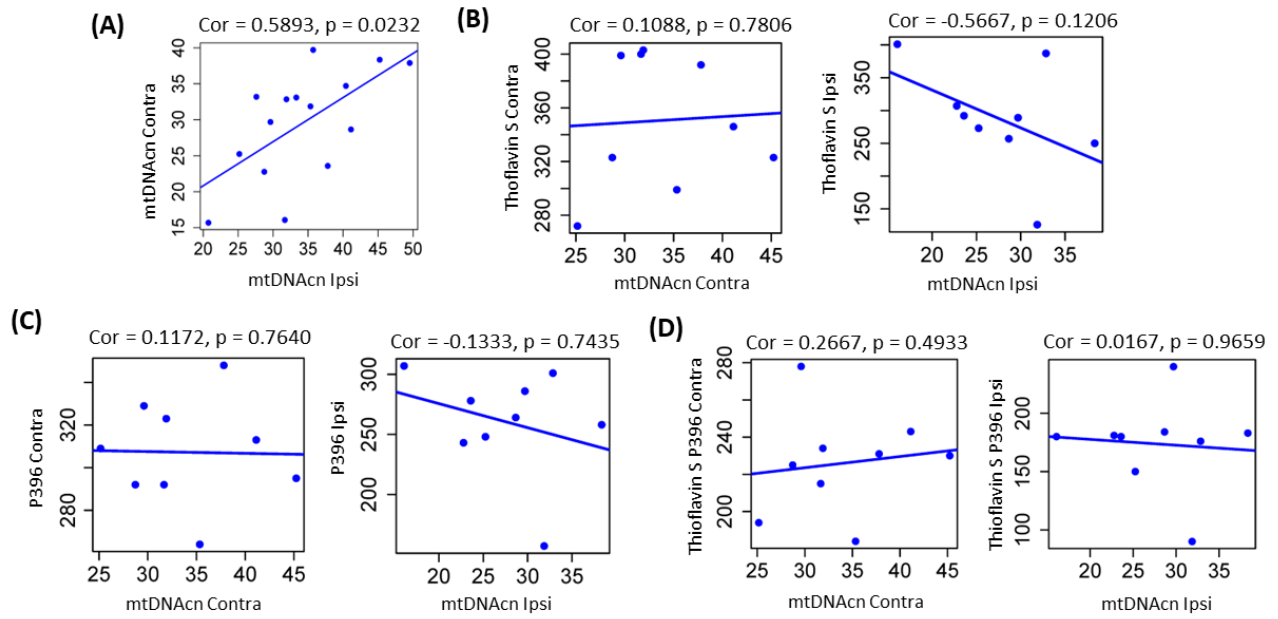 (A)
Cor = 0.5893, p = 0.0232
mtDNAcn Contra
40
35
30
25
20
15
20 25 30 35 40 45 50
mtDNAcn Ipsi
(B)
Cor = 0.1088, p = 0.7806
Thoflavin S Contra
400
360
320
280
25 30 35 40 45
mtDNAcn Contra
Cor = -0.5667, p = 0.1206
Thoflavin S Ipsi
350
250
150
20 25 30 35
mtDNAcn Ipsi
(C)
Cor = 0.1172, p = 0.7640
P396 Contra
320
280
25 30 35 40 45
mtDNAcn Contra
Cor = -0.1333, p = 0.7435
P396 Ipsi
300
250
200
20 25 30 35
mtDNAcn Ipsi
(D)
Cor = 0.2667, p = 0.4933
Thioflavin S P396 Contra
280
240
200
25 30 35 40 45
mtDNAcn Contra
Cor = 0.0167, p = 0.9659
Thioflavin S P396 Ipsi
200
150
100
20 25 30 35
mtDNAcn Ipsi